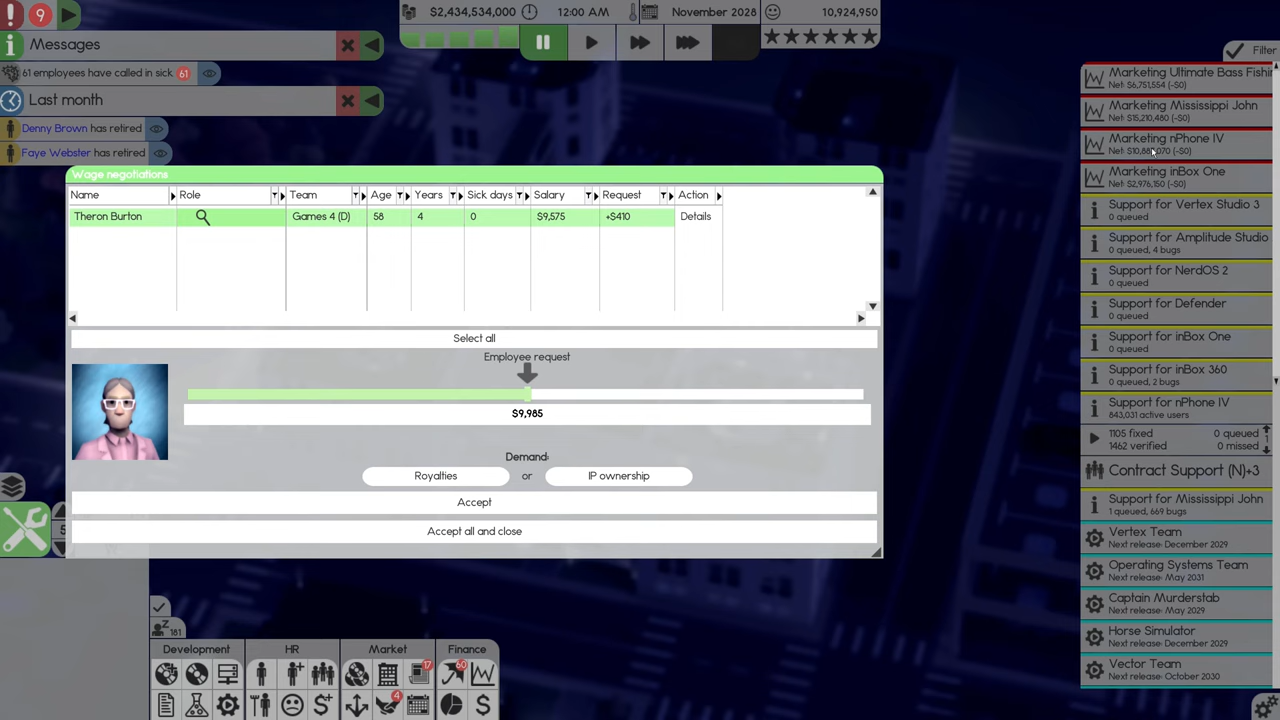 9
$2,434,534,000
12:00 AM
November 2028
10,924,950
Messages
61 employees have called in sick 61
Last month
Denny Brown has retired
Faye Webster has retired
Filter
Marketing Ultimate Bass Fishin
Net: $6,751,554 (-$0)
Marketing Mississippi John
Net: $15,210,480 (-$0)
Marketing nPhone IV
(-$0)
Marketing inBox One
Net: $2,976,150 (-$0)
Support for Vertex Studio 3
0 queued
Support for Amplitude Studio
0 queued, 4 bugs
Support for NerdOS 2
0 queued
Support for Defender
0 queued
Support for inBox One
0 queued
Support for inBox 360
0 queued, 2 bugs
Support for nPhone IV
843,031 active users
1105 fixed 0 queued
1462 verified 0 missed
1
Contract Support (N)+3
Support for Mississippi John
1 queued, 669 bugs
Vertex Team
Next release: December 2029
Operating Systems Team
Next release: May 2031
Captain Murderstab
Next release: May 2029
Horse Simulator
Next release: December 2029
Vector Team
Next release: October 2030
Wage negotiations
Name Role Team Age Years Sick days Salary Request Action
Theron Burton Games 4 (D) 58 4 0 $9,575 +$410 Details
Select all
Employee request
$9,985
Demand:
Royalties or IP ownership
Accept
Accept all and close
5
Z 181
Development HR Market Finance
17 60
4